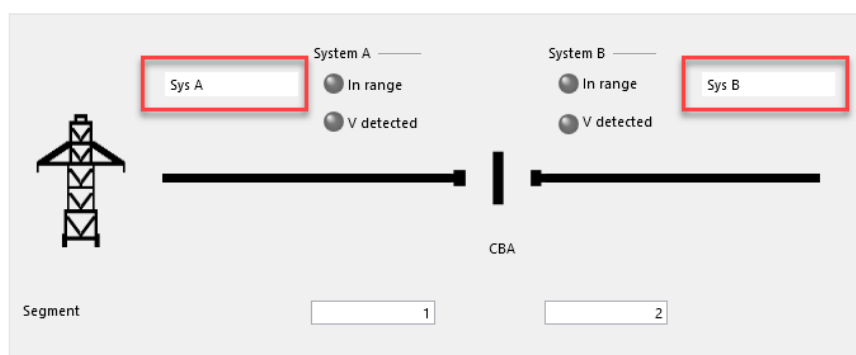 System A
System B
Sys A
In range
In range
Sys B
V detected
V detected
CBA
Segment
1
2